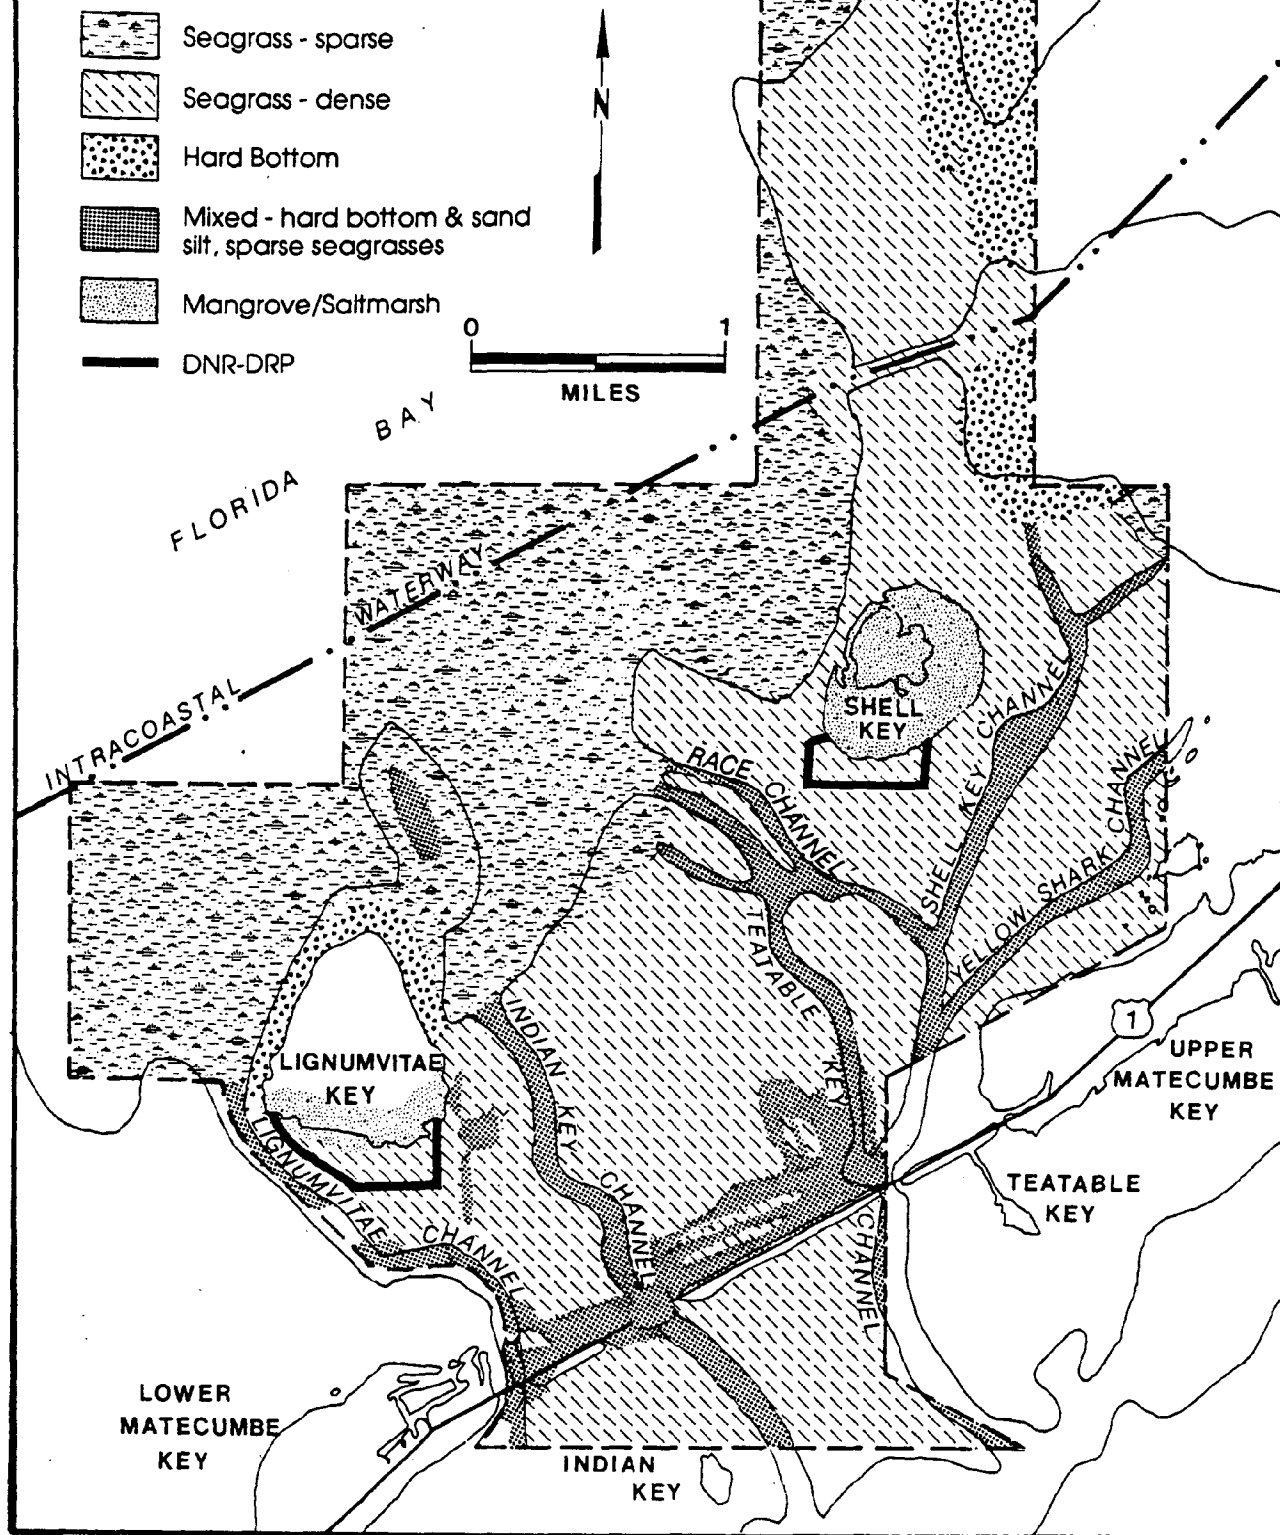 Seagrass - sparse
Seagrass - dense
Hard Bottom
Mixed - hard bottom & sand
silt, sparse seagrasses
Mangrove/Saltmarsh
DNR-DRP
N
0 1
MILES
FLORIDA BAY
INTRACOASTAL WATERWAY
SHELL
KEY
RACE CHANNEL
SHELL KEY CHANNEL
YELLOW SHARK CHANNEL
TEATABLE KEY CHANNEL
INDIAN KEY CHANNEL
LIGNUMVITAE
KEY
LIGNUMVITAE CHANNEL
1
UPPER
MATECUMBE
KEY
TEATABLE
KEY
LOWER
MATECUMBE
KEY
INDIAN
KEY